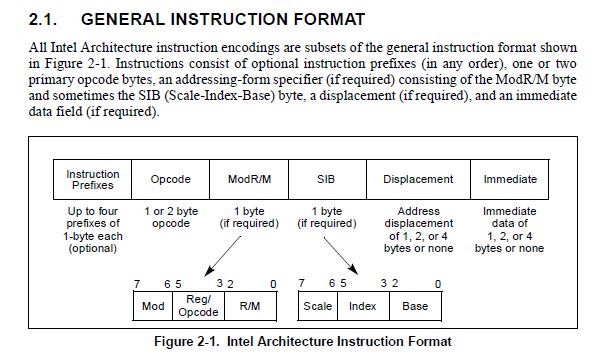 2.1. GENERAL INSTRUCTION FORMAT
All Intel Architecture instruction encodings are subsets of the general instruction format shown
in Figure 2-1. Instructions consist of optional instruction prefixes (in any order), one or two
primary opcode bytes, an addressing-form specifier (if required) consisting of the ModR/M byte
and sometimes the SIB (Scale-Index-Base) byte, a displacement (if required), and an immediate
data field (if required).
Instruction
Prefixes
Opcode
ModR/M
SIB
Displacement
Immediate
Up to four
prefixes of
1-byte each
(optional)
1 or 2 byte
opcode
1 byte
(if required)
1 byte
(if required)
Address
displacement
of 1, 2, or 4
bytes or none
Immediate
data of
1, 2, or 4
bytes or none
7 6 5 3 2 0
Mod
Reg/
Opcode
R/M
7 6 5 3 2 0
Scale
Index
Base
Figure 2-1. Intel Architecture Instruction Format